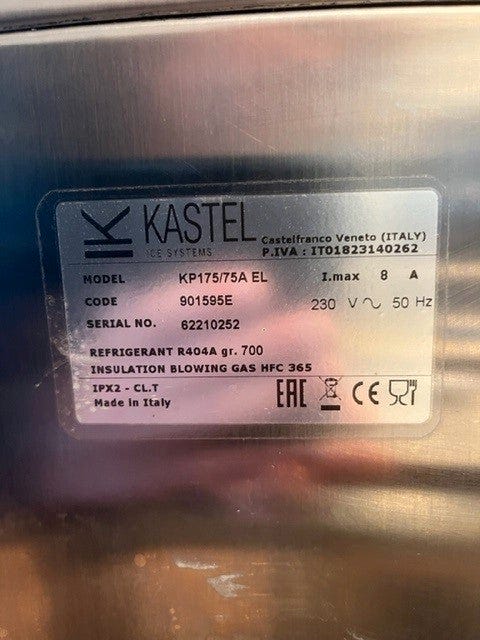 KASTEL
ICE SYSTEMS
Castelfranco Veneto (ITALY)
P.IVA : IT01823140262
MODEL KP175/75A EL I.max 8 A
CODE 901595E 230 V ∿ 50 Hz
SERIAL NO. 62210252
REFRIGERANT R404A gr. 700
INSULATION BLOWING GAS HFC 365
IPX2 - CL.T
Made in Italy
EAC CE